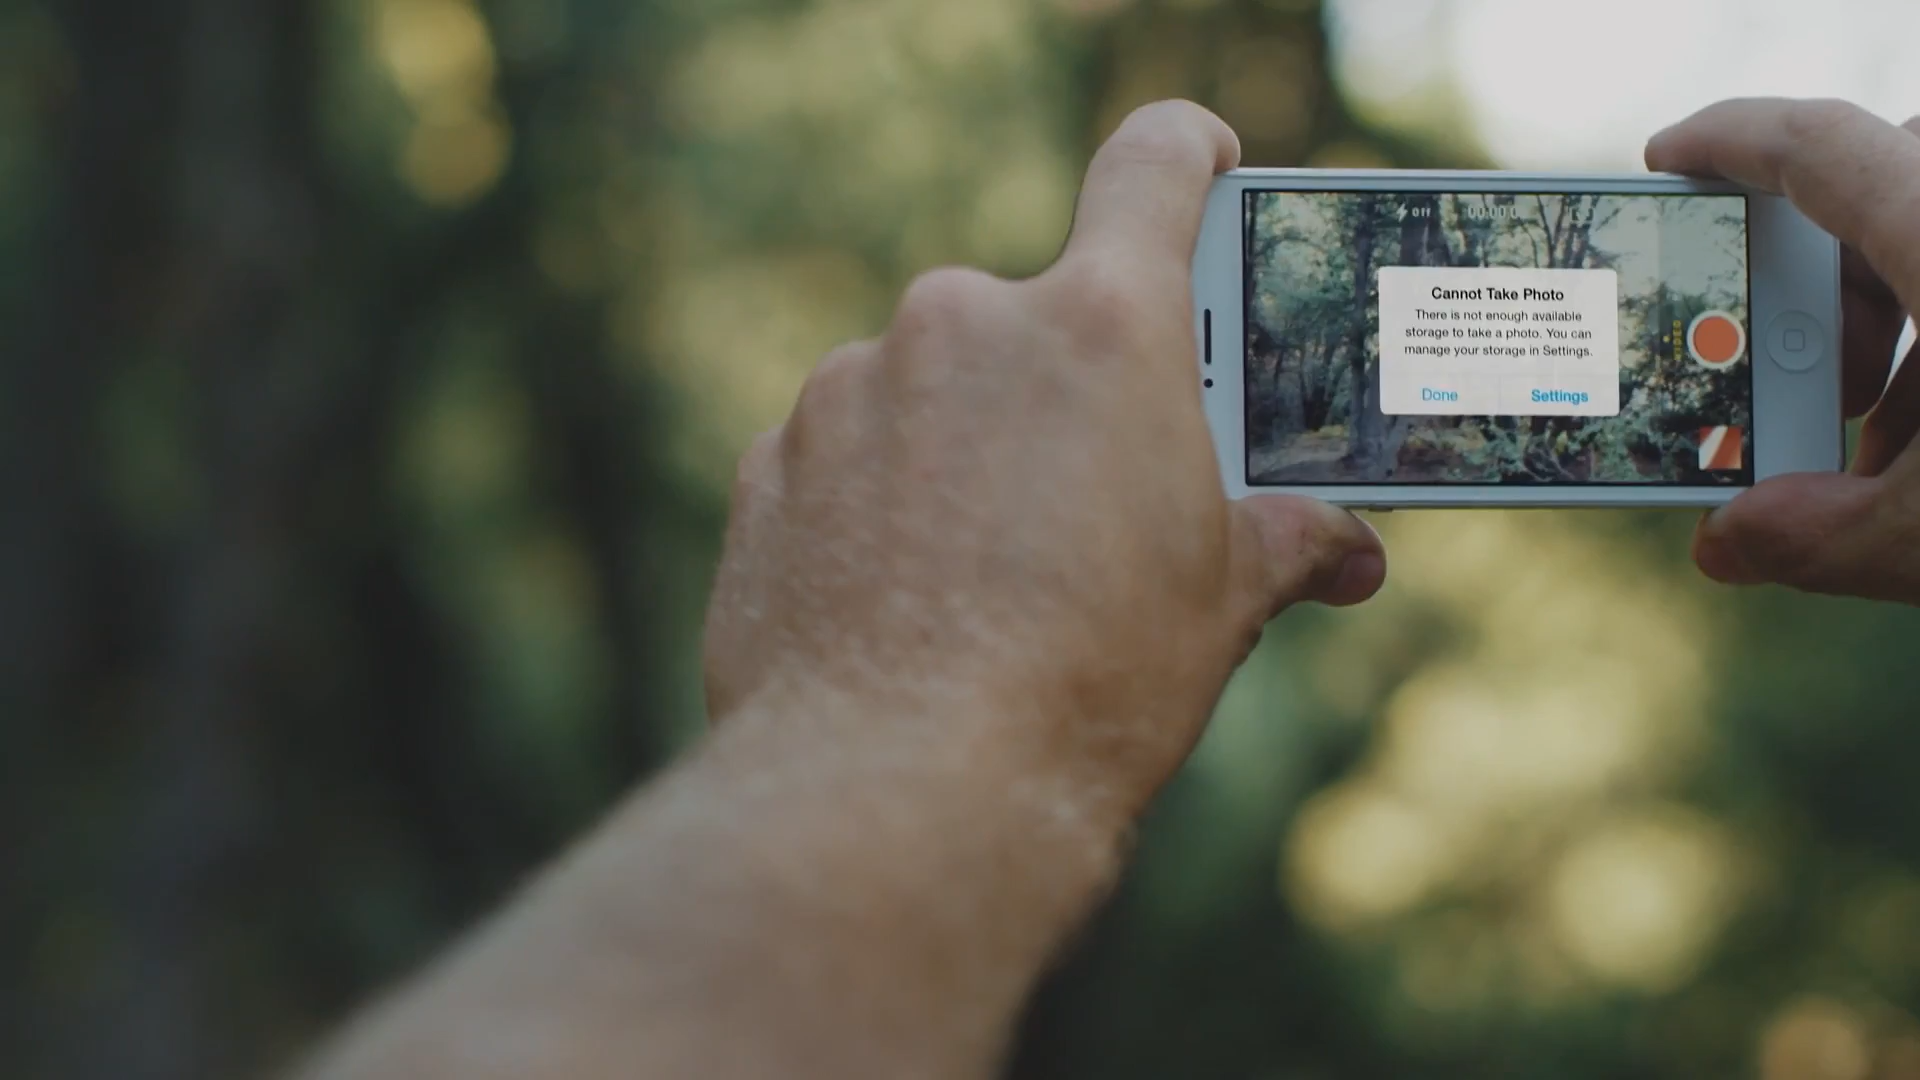 Off
Cannot Take Photo
There is not enough available
storage to take a photo. You can
manage your storage in Settings.
Done
Settings